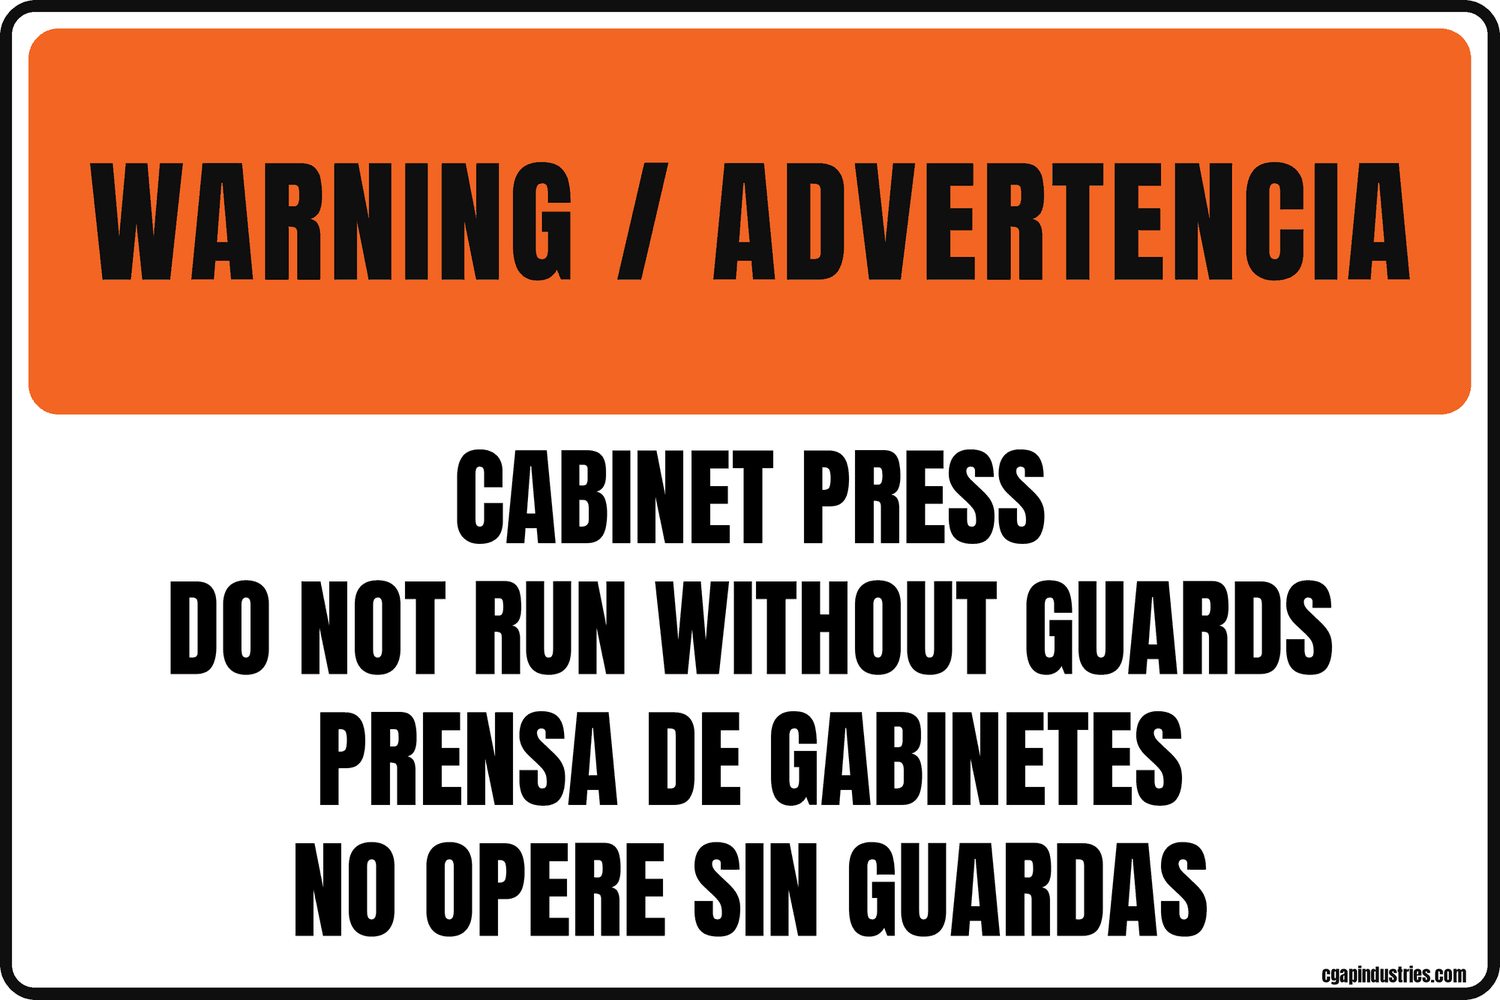 WARNING / ADVERTENCIA
CABINET PRESS
DO NOT RUN WITHOUT GUARDS
PRENSA DE GABINETES
NO OPERE SIN GUARDAS
cgapindustries.com